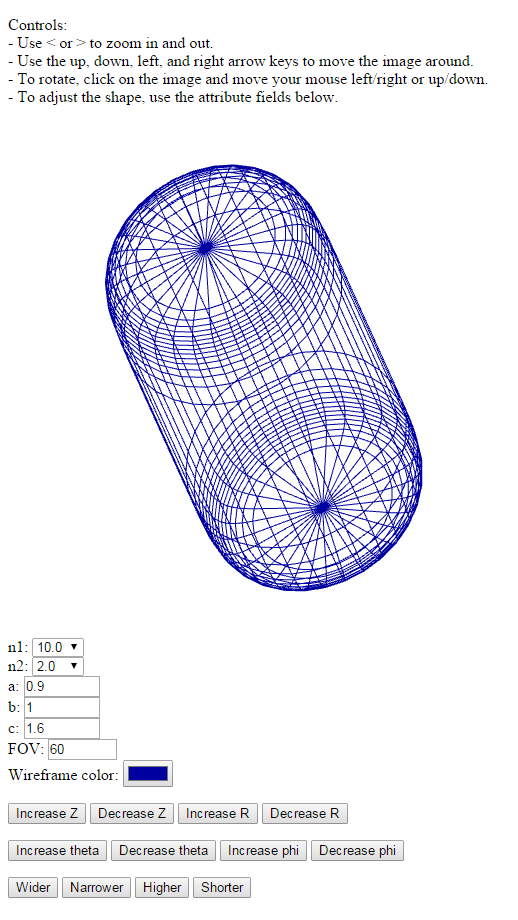 Controls:
- Use < or > to zoom in and out.
- Use the up, down, left, and right arrow keys to move the image around.
- To rotate, click on the image and move your mouse left/right or up/down.
- To adjust the shape, use the attribute fields below.
n1: 10.0
n2: 2.0
a: 0.9
b: 1
c: 1.6
FOV: 60
Wireframe color:
Increase Z Decrease Z Increase R Decrease R
Increase theta Decrease theta Increase phi Decrease phi
Wider Narrower Higher Shorter